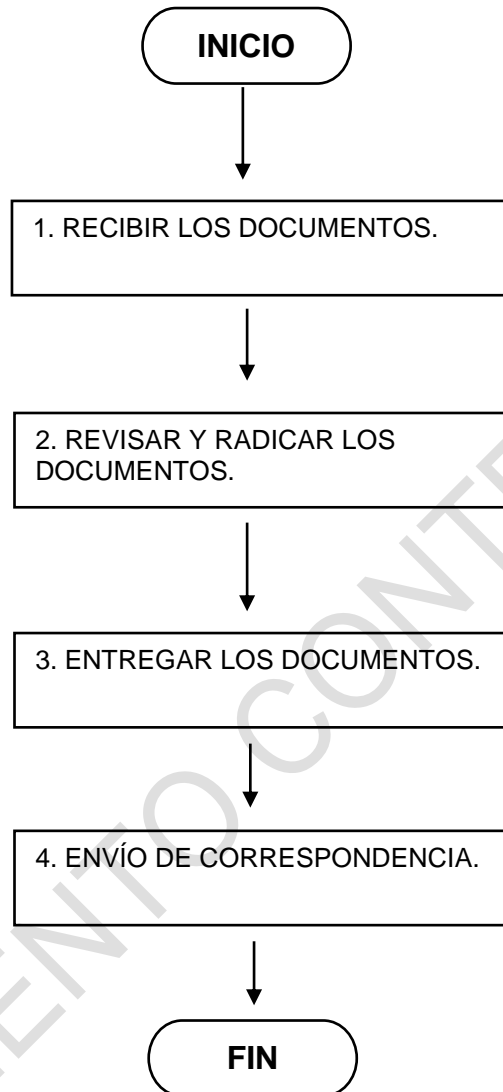 INICIO
1. RECIBIR LOS DOCUMENTOS.
2. REVISAR Y RADICAR LOS
DOCUMENTOS.
3. ENTREGAR LOS DOCUMENTOS.
4. ENVÍO DE CORRESPONDENCIA.
FIN